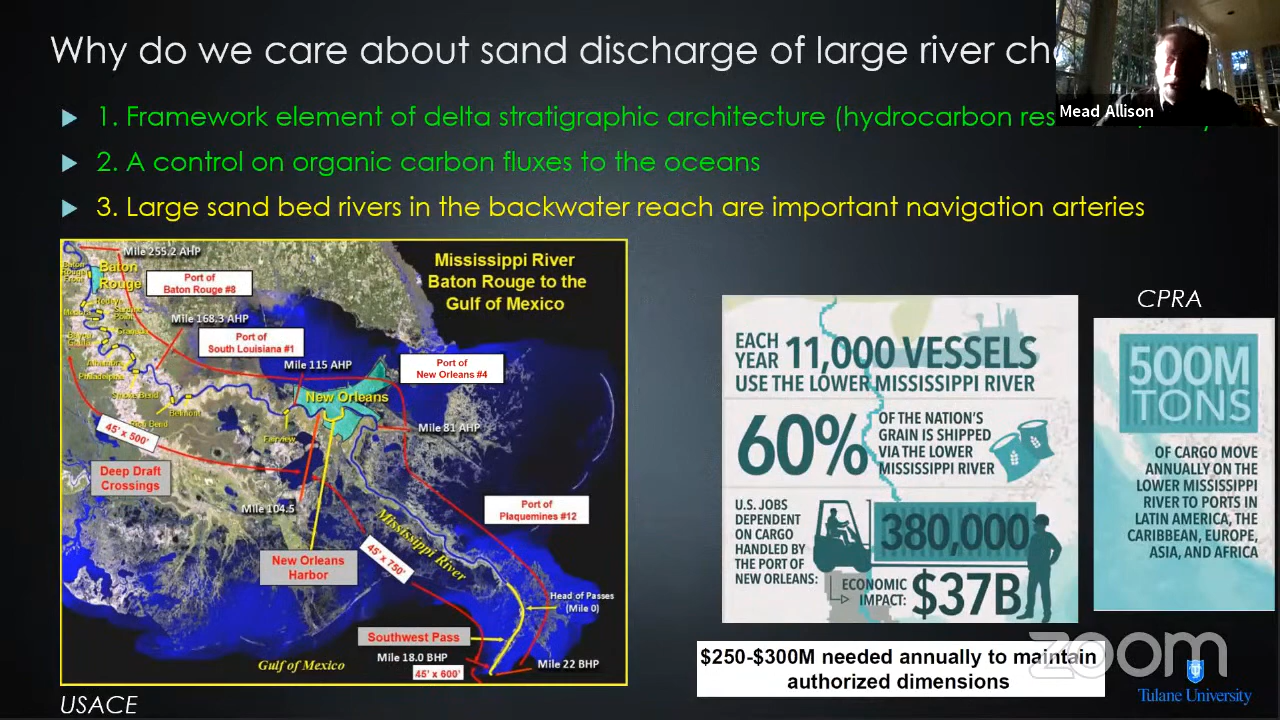 Why do we care about sand discharge of large river
Mead Allison
1. Framework element of delta stratigraphic architecture (hydrocarbon
2. A control on organic carbon fluxes to the oceans
3. Large sand bed rivers in the backwater reach are important navigation arteries
Mississippi River
Baton Rouge to the
Gulf of Mexico
Mile 255.2 AHP
Baton
Rouge
Port of
Baton Rouge #8
Mile 168.3 AHP
Port of
South Louisiana #1
Mile 115 AHP
Port of
New Orleans #4
New Orleans
Philadelphia
Smoke Bend
Belmont
Fairview
Mile 81 AHP
45' x 500'
Deep Draft
Crossings
Mile 104.5
Port of
Plaquemines #12
Mississippi River
New Orleans
Harbor
45' x 750'
Head of Passes
(Mile 0)
Southwest Pass
Mile 18.0 BHP
45' x 600'
Mile 22 BHP
Gulf of Mexico
USACE
EACH
YEAR 11,000 VESSELS
USE THE LOWER MISSISSIPPI RIVER
60%
OF THE NATION'S
GRAIN IS SHIPPED
VIA THE LOWER
MISSISSIPPI RIVER
U.S. JOBS
DEPENDENT
ON CARGO
HANDLED BY
THE PORT OF
NEW ORLEANS:
380,000
ECONOMIC
IMPACT:
$37B
CPRA
500M
TONS
OF CARGO MOVE
ANNUALLY ON THE
LOWER MISSISSIPPI
RIVER TO PORTS IN
LATIN AMERICA, THE
CARIBBEAN, EUROPE,
ASIA, AND AFRICA
$250-$300M needed annually to maintain
authorized dimensions
zoom
Tulane University